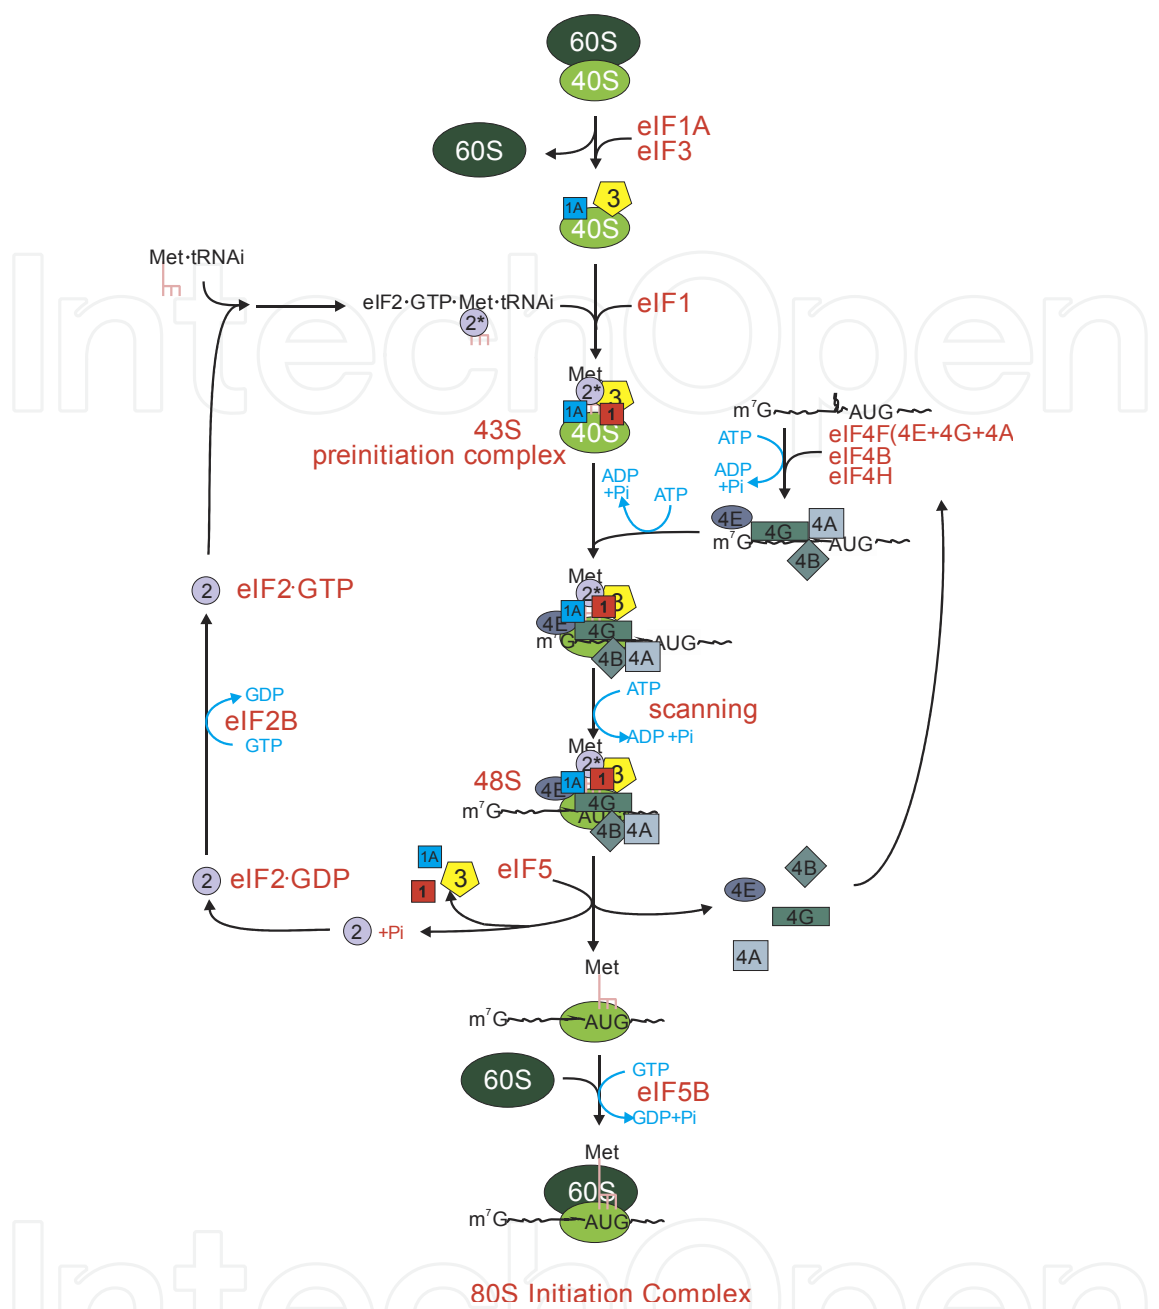 60S
40S
eIF1A
60S
eIF3
3
1A
40S
Met·tRNAi
eIF2·GTP·Met·tRNAi
eIF1
2*
Met
2*
3
1A
1
40S
43S
preinitiation complex
m7G
AUG
eIF4F(4E+4G+4A
ATP
eIF4B
ADP
+Pi
eIF4H
ADP
+Pi
ATP
4E
4G
4A
m7G
AUG
4B
Met
2*
3
1A
1
4E
4G
m7G
AUG
4B
4A
2
eIF2·GTP
GDP
eIF2B
GTP
ATP
scanning
ADP +Pi
Met
2*
3
48S
1A
1
4E
4G
m7G
AUG
4B
4A
1A
eIF5
3
1
2
eIF2·GDP
4B
4E
4G
2
+Pi
4A
Met
m7G
AUG
60S
GTP
eIF5B
GDP+Pi
Met
60S
m7G
AUG
80S Initiation Complex
IntechOpen
IntechOpen